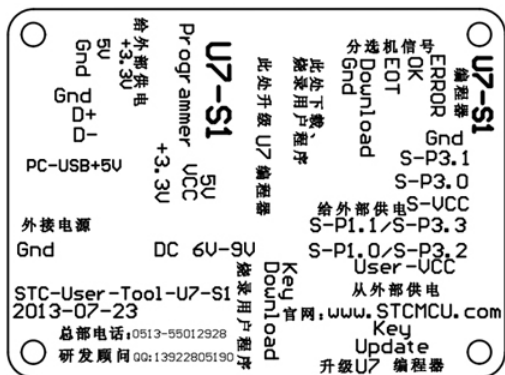 给外部供电
+3.3V
5V
Gnd
Gnd
D+
D-
PC-USB+5V
U7-S1
Programmer
5V
VCC
+3.3V
此处升级U7编程器
此处下载、
烧录用户程序
分选机信号
ERROR
OK
EOT
Download
Gnd
U7-S1
编程器
Gnd
S-P3.1
S-P3.0
S-VCC
给外部供电
S-P1.1/S-P3.3
S-P1.0/S-P3.2
User-VCC
从外部供电
外接电源
Gnd
DC 6V-9V
Key
Download
烧录用户程序
STC-User-Tool-U7-S1
2013-07-23
官网:www.STCMCU.com
总部电话:0513-55012928
研发顾问QQ:13922805190
Key
Update
升级U7 编程器